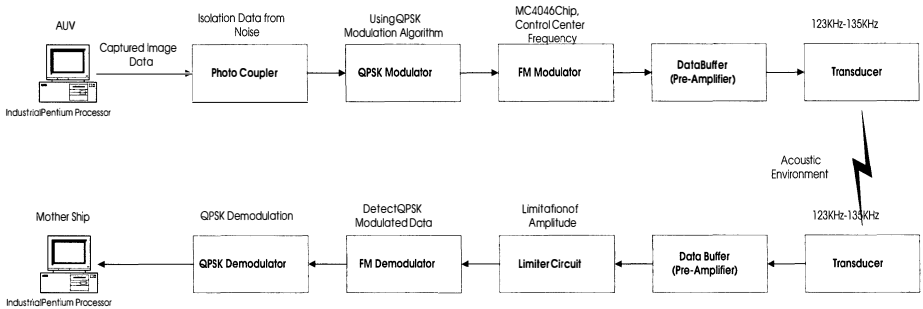 AUV
Captured Image
Data
IndustrialPentium Processor
Isolation Data from
Noise
Photo Coupler
UsingQPSK
Modulation Algorithm
QPSK Modulator
MC4046Chip,
Control Center
Frequency
FM Modulator
DataBuffer
(Pre-Amplifier)
123KHz-135KHz
Transducer
Acoustic
Environment
Mother Ship
IndustrialPentium Processor
QPSK Demodulation
QPSK Demodulator
DetectQPSK
Modulated Data
FM Demodulator
Limitationof
Amplitude
Limiter Circuit
Data Buffer
(Pre-Amplifier)
123KHz-135KHz
Transducer